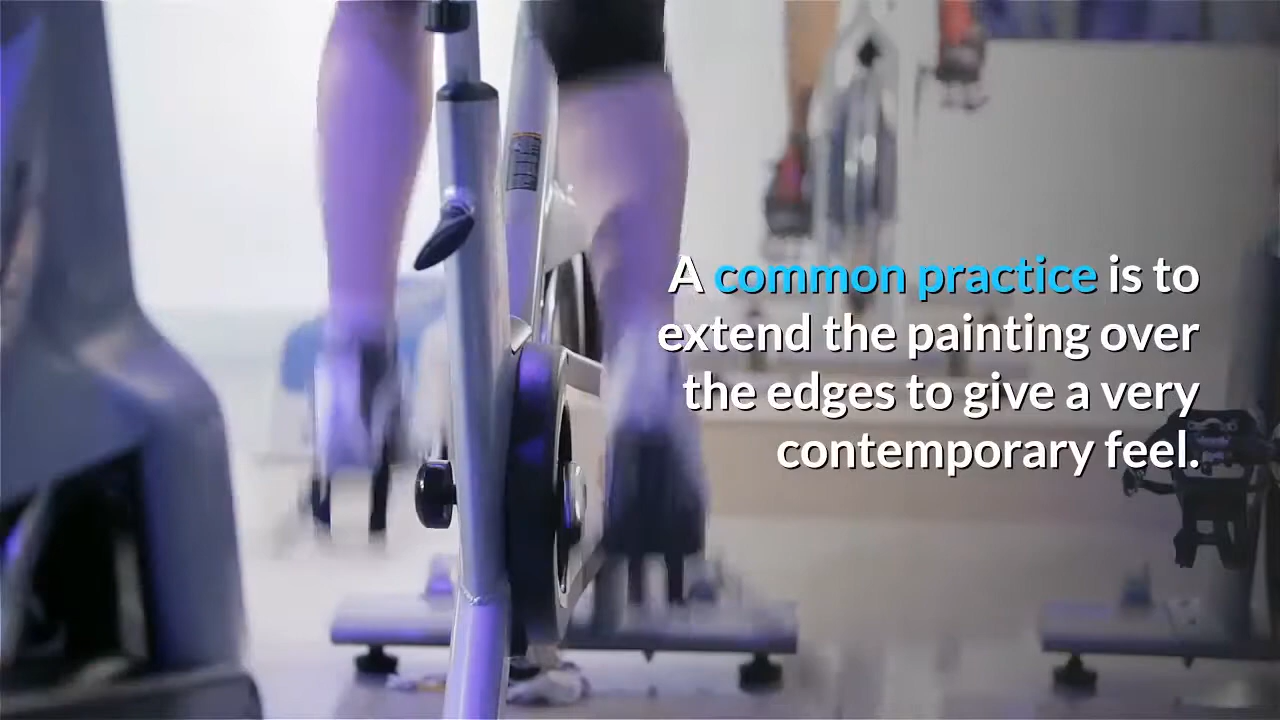 A common practice is to
extend the painting over
the edges to give a very
contemporary feel.